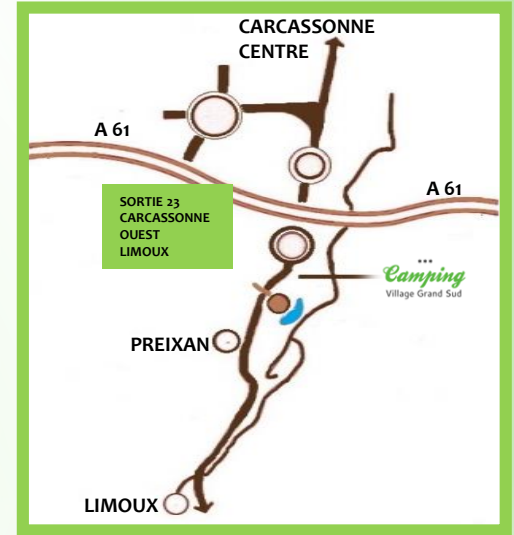 CARCASSONNE
CENTRE
A 61
A 61
SORTIE 23
CARCASSONNE
OUEST
LIMOUX
***
Camping
Village Grand Sud
PREIXAN
LIMOUX